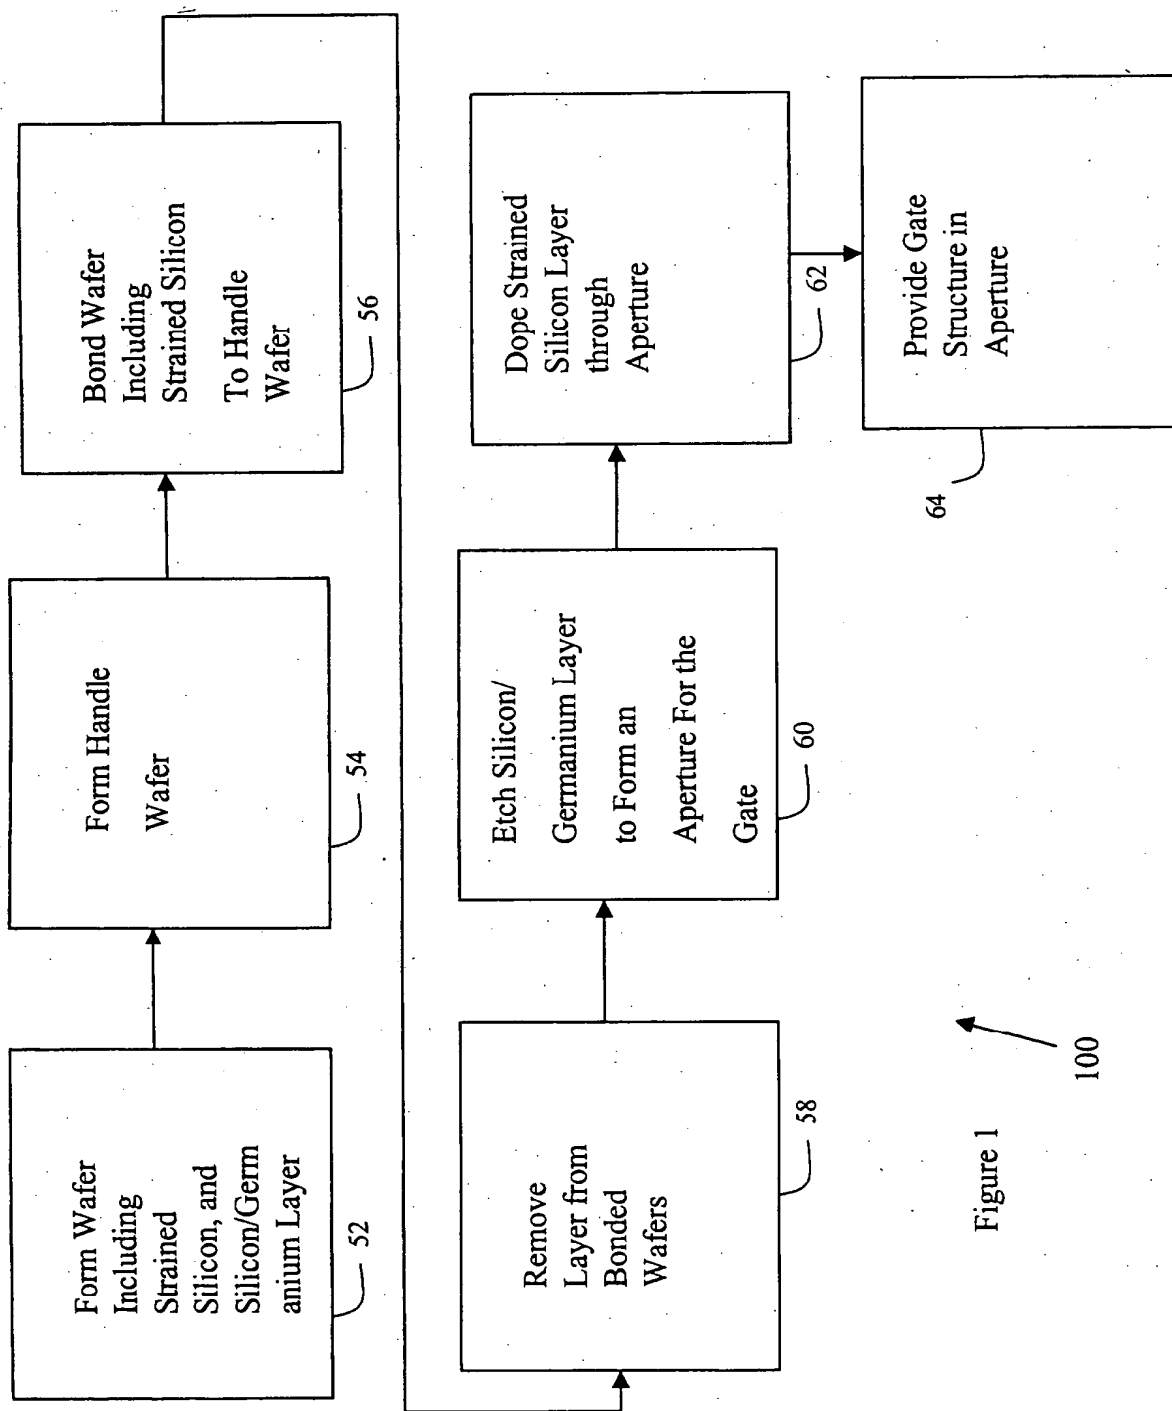 Form Wafer
Including
Strained
Silicon, and
Silicon/Germ
anium Layer
52
Form Handle
Wafer
54
Bond Wafer
Including
Strained Silicon
To Handle
Wafer
56
Remove
Layer from
Bonded
Wafers
58
Etch Silicon/
Germanium Layer
to Form an
Aperture For the
Gate
60
Dope Strained
Silicon Layer
through
Aperture
62
Provide Gate
Structure in
Aperture
64
100
Figure 1